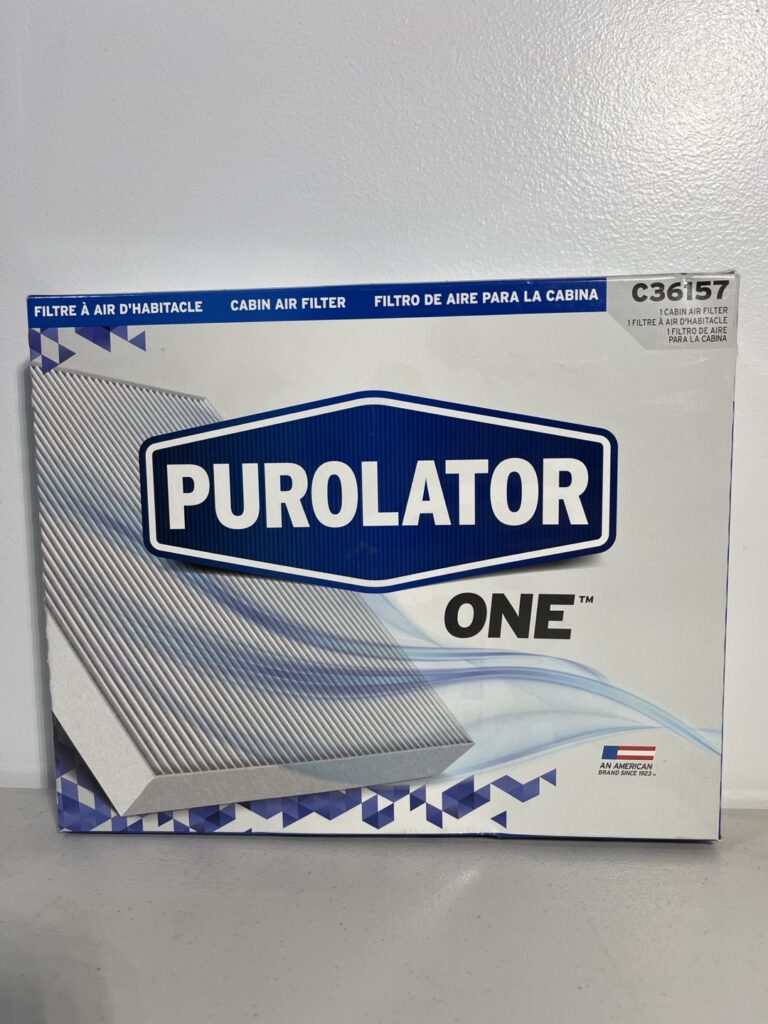 FILTRE À AIR D'HABITACLE CABIN AIR FILTER FILTRO DE AIRE PARA LA CABINA
C36157
1 CABIN AIR FILTER
1 FILTRE À AIR D'HABITACLE
1 FILTRO DE AIRE
PARA LA CABINA
PUROLATOR
ONE™
AN AMERICAN
BRAND SINCE 1923™